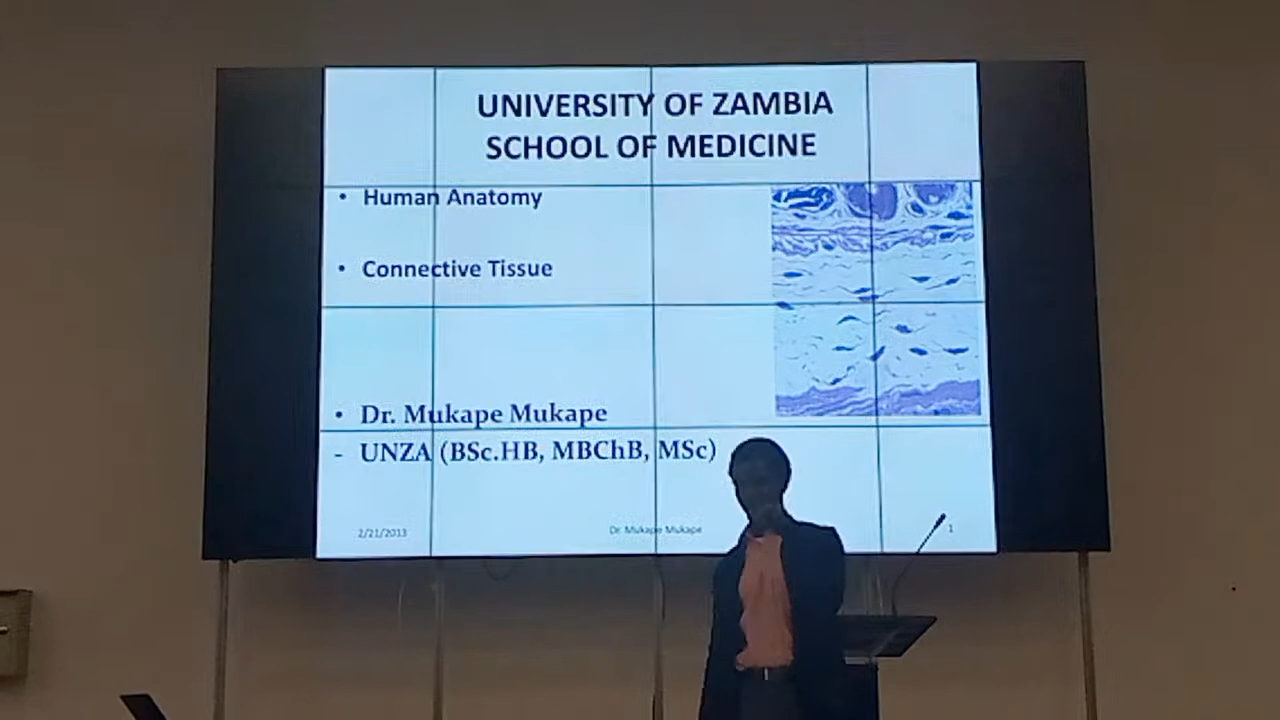 UNIVERSITY OF ZAMBIA
SCHOOL OF MEDICINE
• Human Anatomy
• Connective Tissue
• Dr. Mukape Mukape
- UNZA (BSc.HB, MBChB, MSc)
2/21/2013
Dr. Mukape Mukape
1